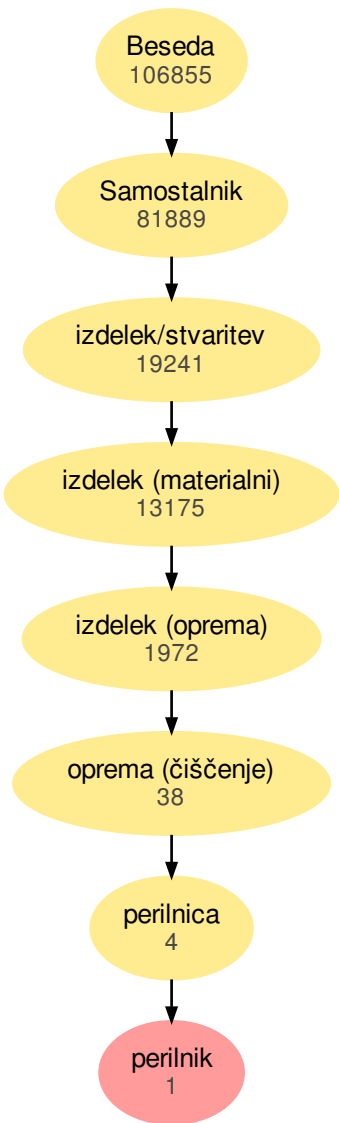 Beseda
106855
Samostalnik
81889
izdelek/stvaritev
19241
izdelek (materialni)
13175
izdelek (oprema)
1972
oprema (čiščenje)
38
perilnica
4
perilnik
1